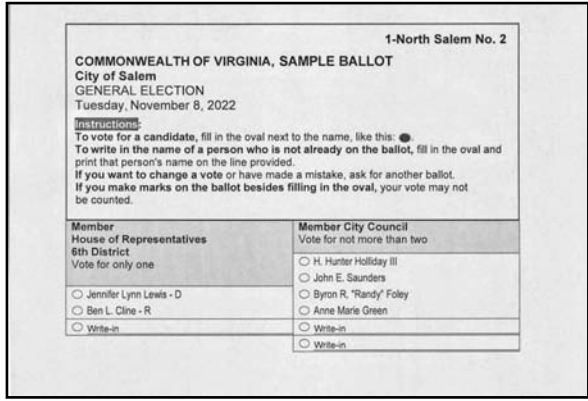 1-North Salem No. 2
COMMONWEALTH OF VIRGINIA, SAMPLE BALLOT
City of Salem
GENERAL ELECTION
Tuesday, November 8, 2022
Instructions:
To vote for a candidate, fill in the oval next to the name, like this:
To write in the name of a person who is not already on the ballot, fill in the oval and
print that person's name on the line provided.
If you want to change a vote or have made a mistake, ask for another ballot.
If you make marks on the ballot besides filling in the oval, your vote may not
be counted.
Member
House of Representatives
6th District
Vote for only one
Jennifer Lynn Lewis - D
Ben L. Cline - R
Write-in
Member City Council
Vote for not more than two
H. Hunter Holliday III
John E. Saunders
Byron R. "Randy" Foley
Anne Marie Green
Write-in
Write-in